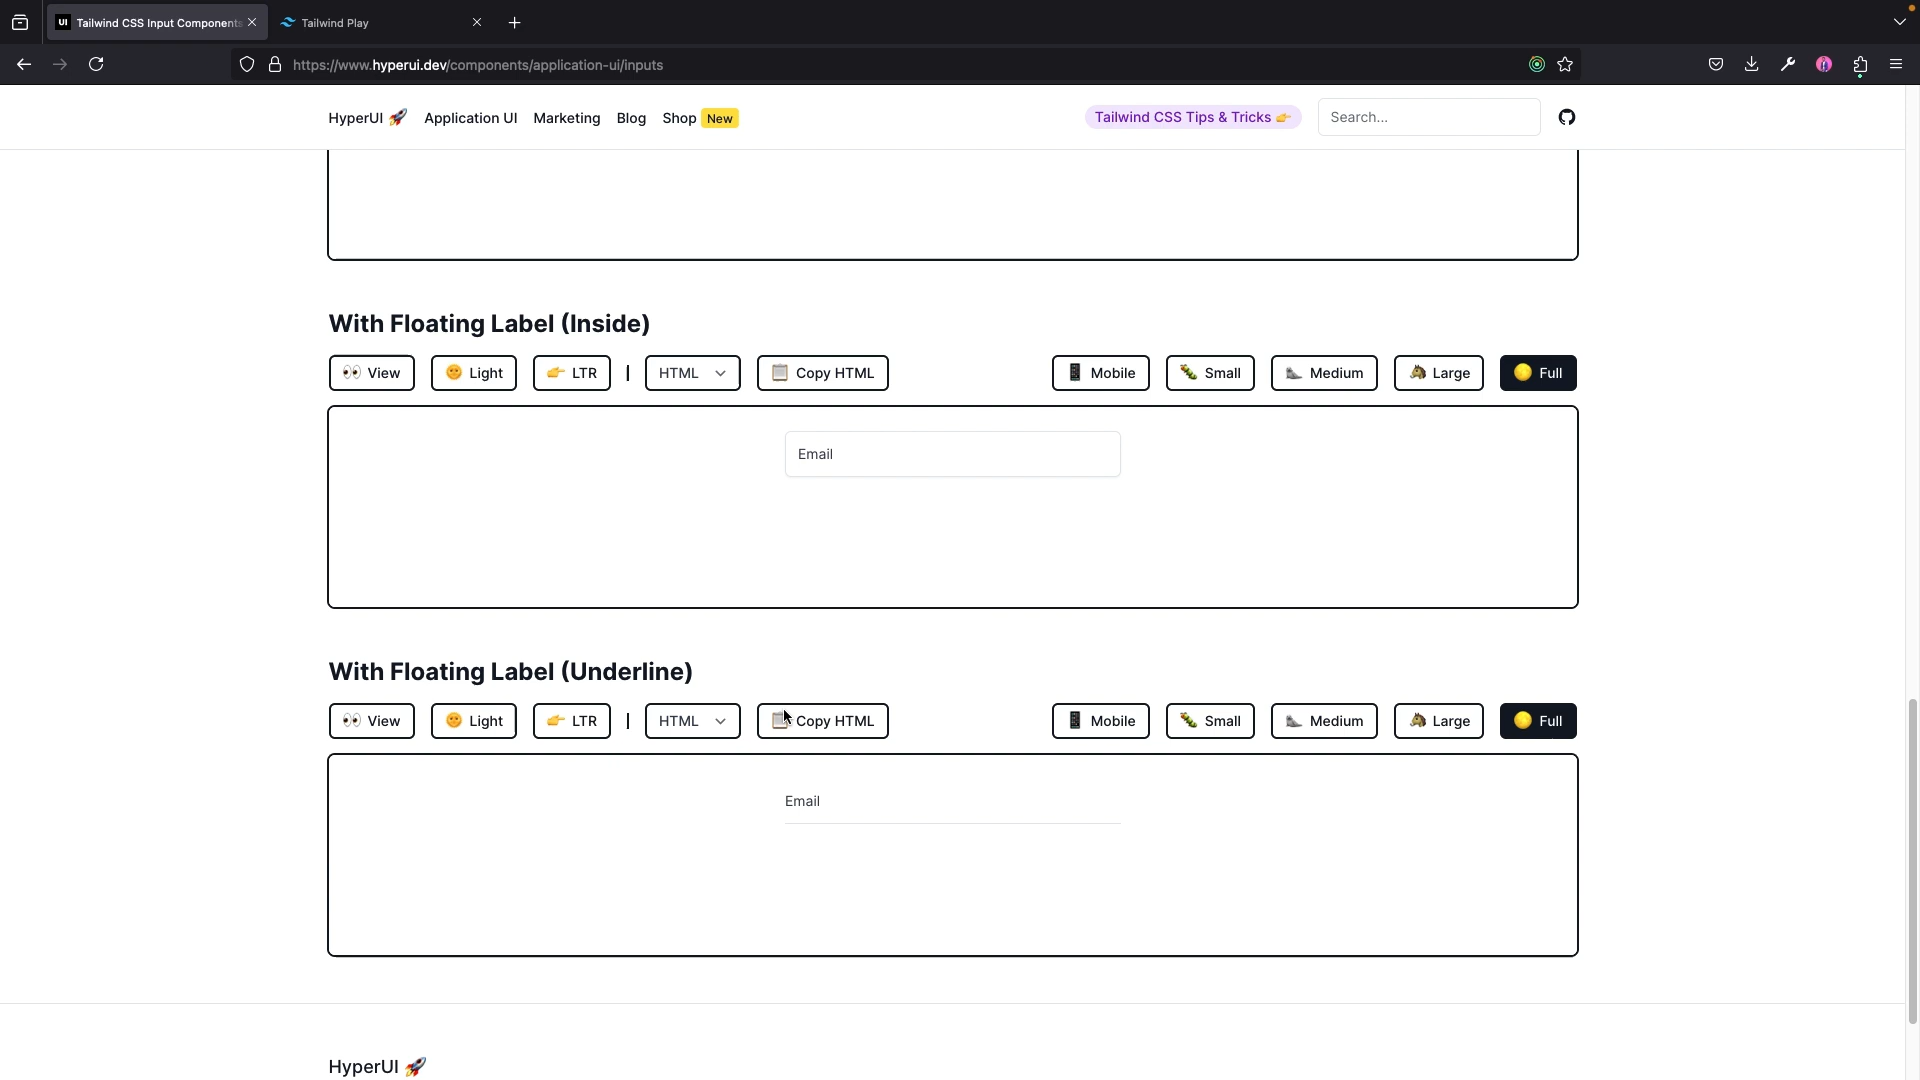 Tailwind CSS Input Components
Tailwind Play
https://www.hyperui.dev/components/application-ui/inputs
HyperUI 🚀 Application UI Marketing Blog Shop New Tailwind CSS Tips & Tricks 👉 Search...
With Floating Label (Inside)
👀 View 🌞 Light 👉 LTR | HTML 📋 Copy HTML 📱 Mobile 🐛 Small Medium 🐴 Large 🌕 Full
Email
With Floating Label (Underline)
👀 View 🌞 Light 👉 LTR | HTML 📋 Copy HTML 📱 Mobile 🐛 Small Medium 🐴 Large 🌕 Full
Email
HyperUI 🚀